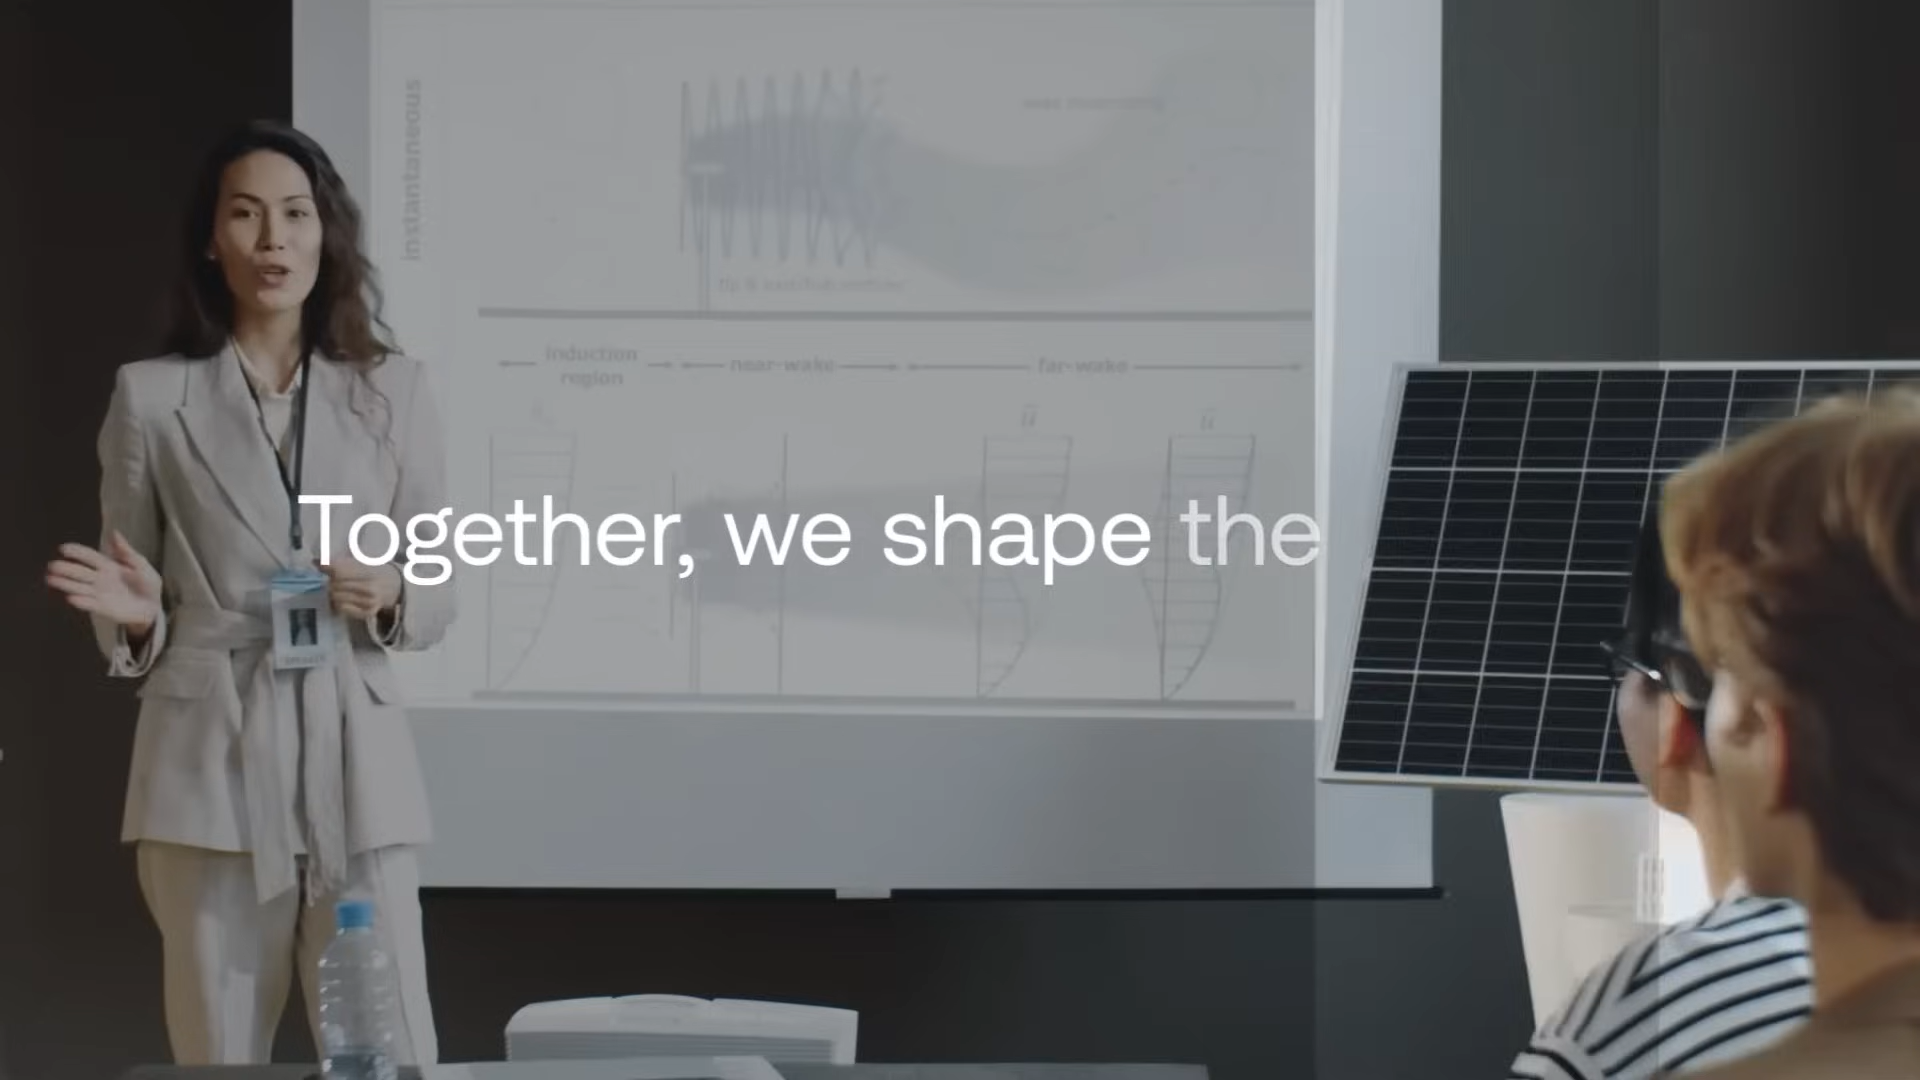 instantaneous
induction
region
near-wake
far-wake
Together, we shape the